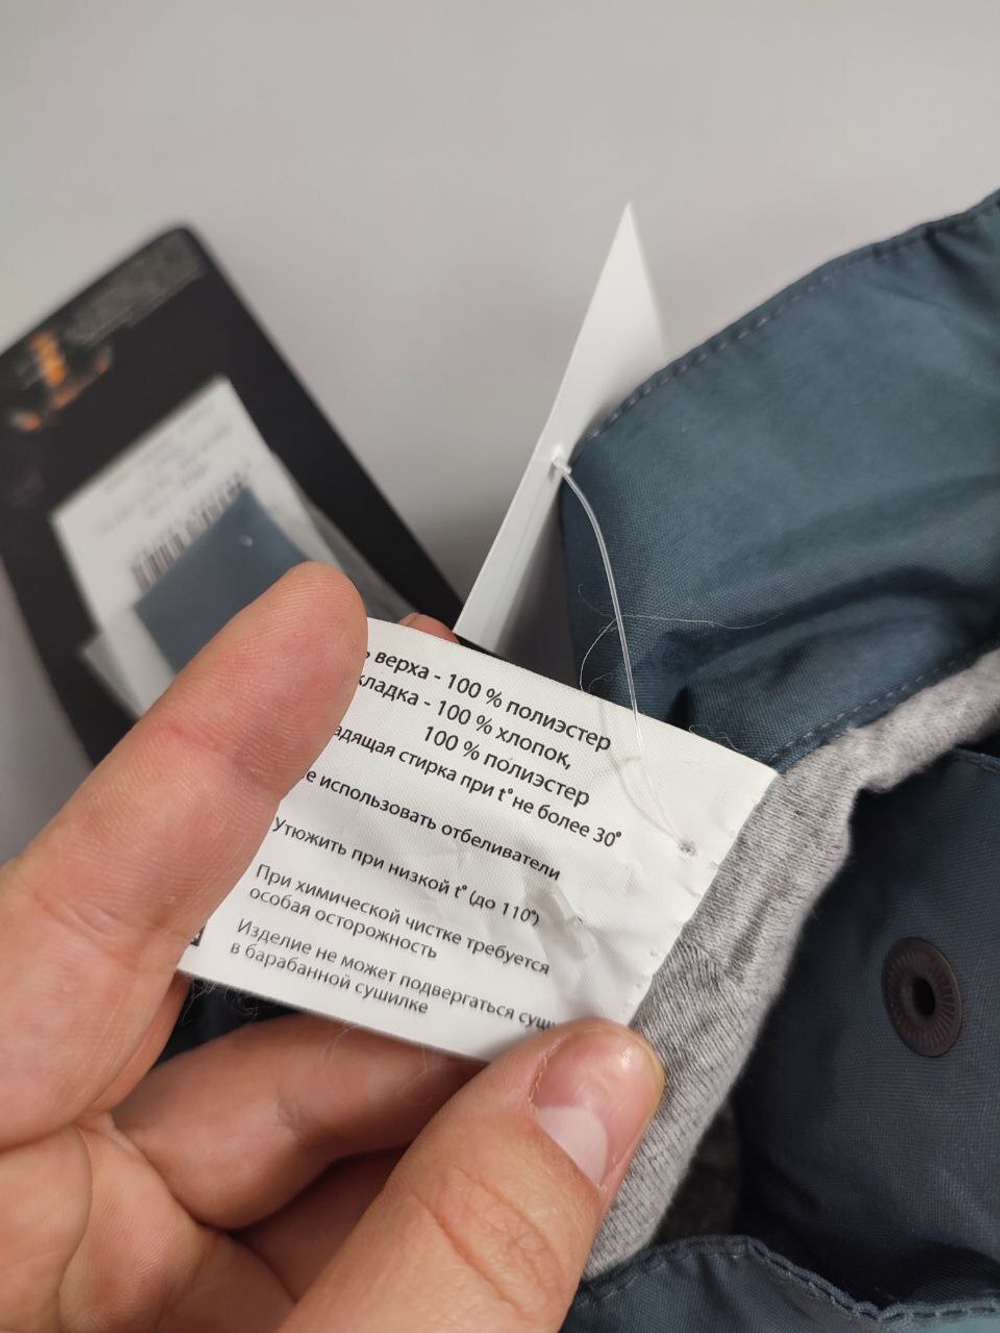 верха - 100 % полиэстер
кладка - 100 % хлопок,
100 % полиэстер
адящая стирка при t° не более 30°
е использовать отбеливатели
Утюжить при низкой t° (до 110°)
При химической чистке требуется
особая осторожность
Изделие не может подвергаться суш
в барабанной сушилке